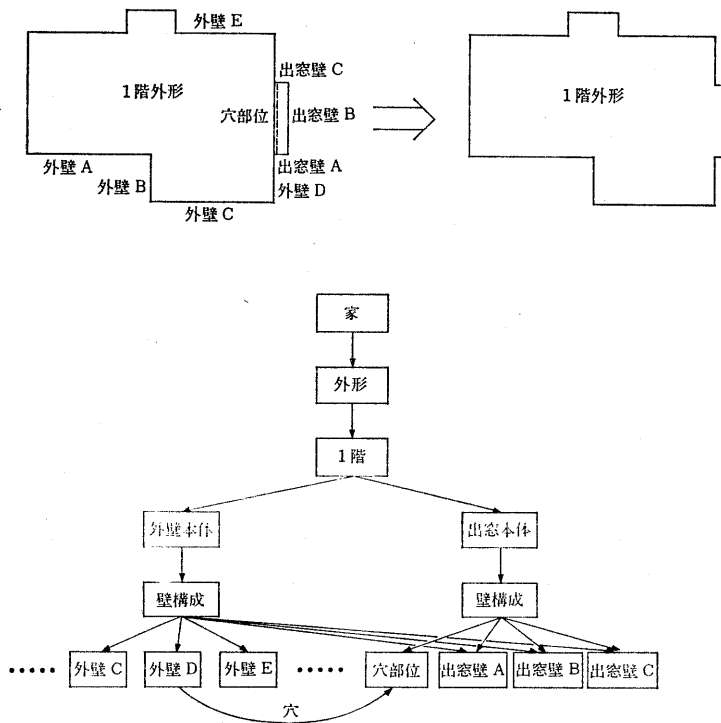 外壁 E
1階外形
出窓壁 C
穴部位
出窓壁 B
出窓壁 A
外壁 A
外壁 B
外壁 D
外壁 C
1階外形
家
外形
1階
外壁本体
出窓本体
壁構成
壁構成
•••••
外壁 C
外壁 D
外壁 E
•••••
穴部位
出窓壁 A
出窓壁 B
出窓壁 C
穴